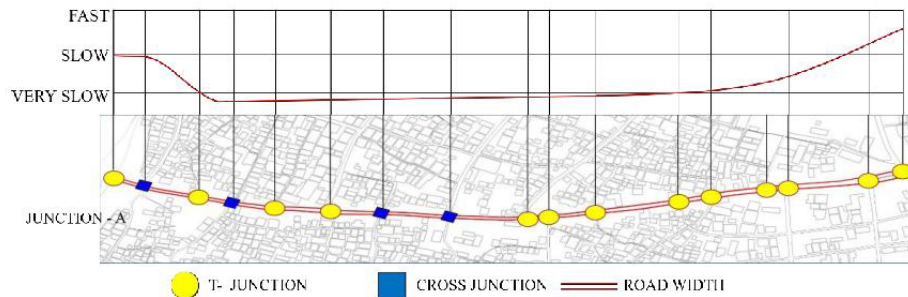 FAST
SLOW
VERY SLOW
JUNCTION - A
T- JUNCTION
CROSS JUNCTION
ROAD WIDTH